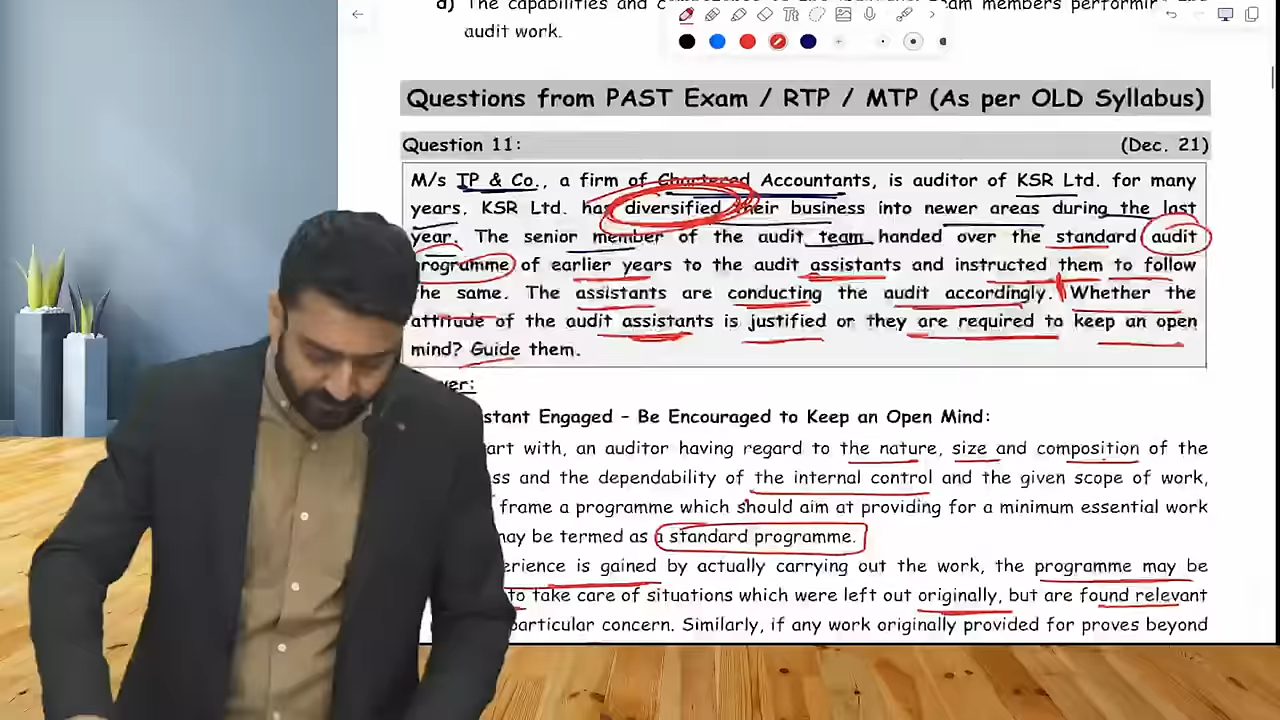 d) The capabilities and team members performing the
audit work.
Questions from PAST Exam / RTP / MTP (As per OLD Syllabus)
Question 11: (Dec. 21)
M/s TP & Co., a firm of Chartered Accountants, is auditor of KSR Ltd. for many
years. KSR Ltd. has diversified their business into newer areas during the last
year. The senior member of the audit team handed over the standard audit
programme of earlier years to the audit assistants and instructed them to follow
the same. The assistants are conducting the audit accordingly. Whether the
attitude of the audit assistants is justified or they are required to keep an open
mind? Guide them.
wer:
stant Engaged – Be Encouraged to Keep an Open Mind:
art with, an auditor having regard to the nature, size and composition of the
ss and the dependability of the internal control and the given scope of work,
frame a programme which should aim at providing for a minimum essential work
may be termed as a standard programme.
erience is gained by actually carrying out the work, the programme may be
to take care of situations which were left out originally, but are found relevant
particular concern. Similarly, if any work originally provided for proves beyond